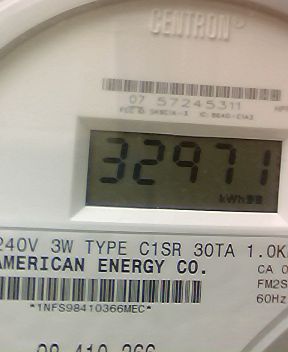 CENTRON®
07 57245311
32971
kWh
240V 3W TYPE C1SR 30TA 1.0K
AMERICAN ENERGY CO.
CA 0
FM2S
60Hz
*1NFS98410366MEC*
98 410 366